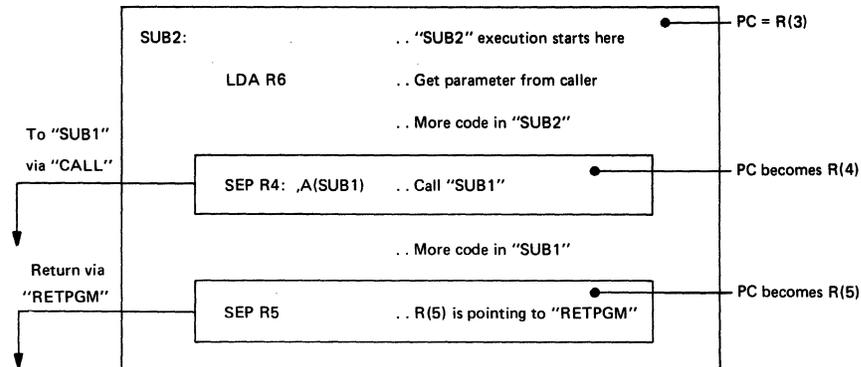 PC = R(3)
SUB2: .. "SUB2" execution starts here
LDA R6 .. Get parameter from caller
.. More code in "SUB2"
To "SUB1"
via "CALL"
SEP R4: ,A(SUB1) .. Call "SUB1"
PC becomes R(4)
.. More code in "SUB1"
Return via
"RETPGM"
PC becomes R(5)
SEP R5 .. R(5) is pointing to "RETPGM"